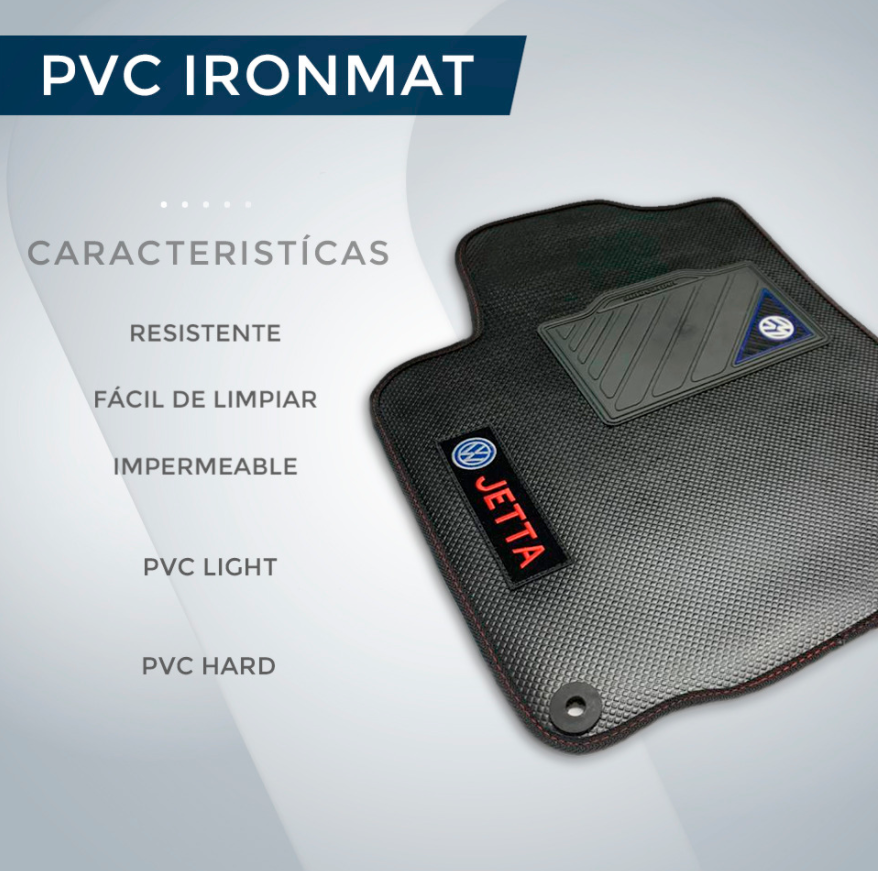 PVC IRONMAT
CARACTERISTÍCAS
RESISTENTE
FÁCIL DE LIMPIAR
IMPERMEABLE
PVC LIGHT
PVC HARD
JETTA